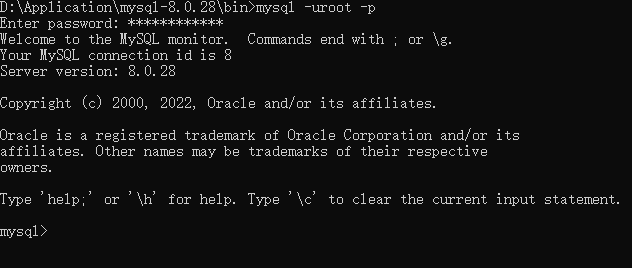 D:\Application\mysql-8.0.28\bin>mysql -uroot -p
Enter password: ************
Welcome to the MySQL monitor.  Commands end with ; or \g.
Your MySQL connection id is 8
Server version: 8.0.28
Copyright (c) 2000, 2022, Oracle and/or its affiliates.
Oracle is a registered trademark of Oracle Corporation and/or its
affiliates. Other names may be trademarks of their respective
owners.
Type 'help;' or '\h' for help. Type '\c' to clear the current input statement.
mysql>